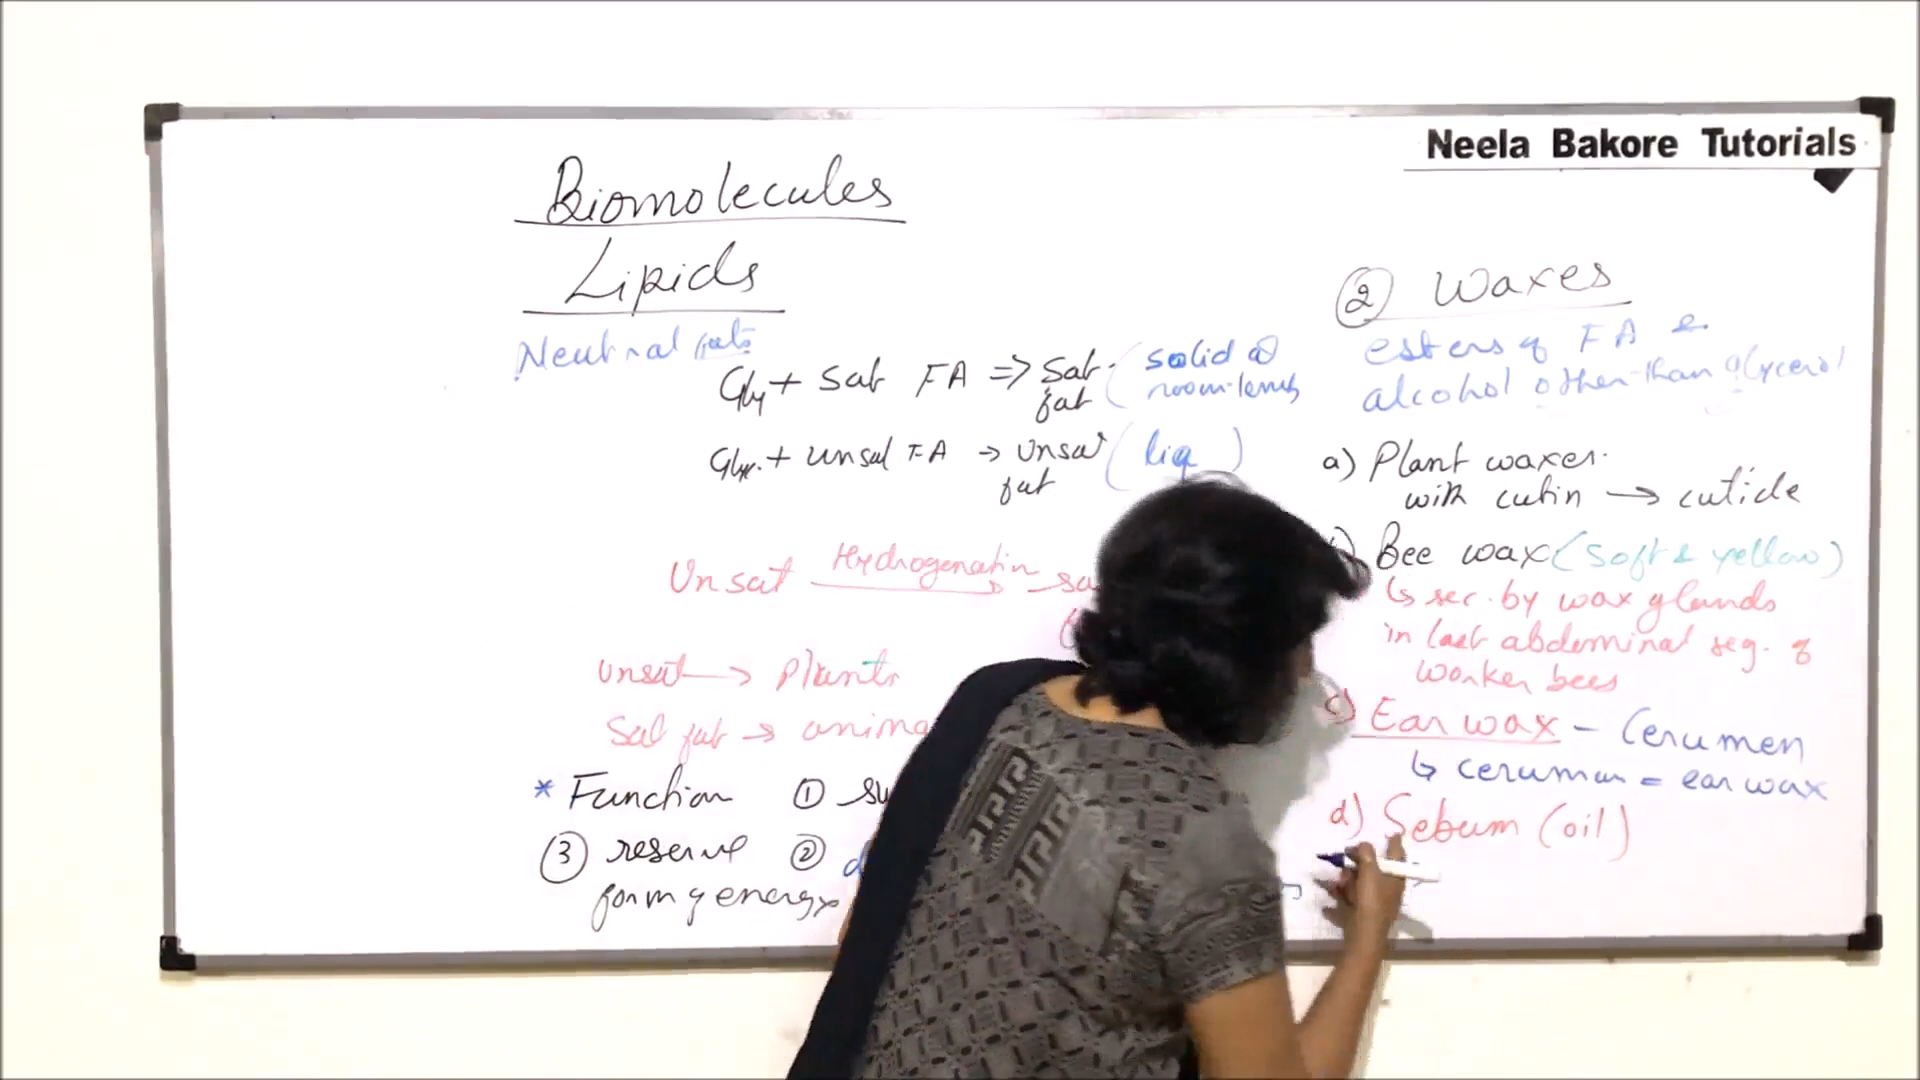 Neela Bakore Tutorials
Biomolecules
Lipids
Neutral fats
Gly + Sat FA => Sat.
fat
(solid @
room-temp
Glyc. + Unsat FA → Unsat
fat
(liq )
Unsat Hydrogenation → sa
Unsat → Plants
Sat fat → anima
* Function ① su
③ reserve ②
form of energy
② Waxes
esters of FA &
alcohol other than glycerol
a) Plant waxes.
with cutin → cuticle
Bee wax (soft & yellow)
↳ sec. by wax glands
in last abdominal seg. of
worker bees
c) Ear wax - Cerumen
↳ ceruman = ear wax
d) Sebum (oil)